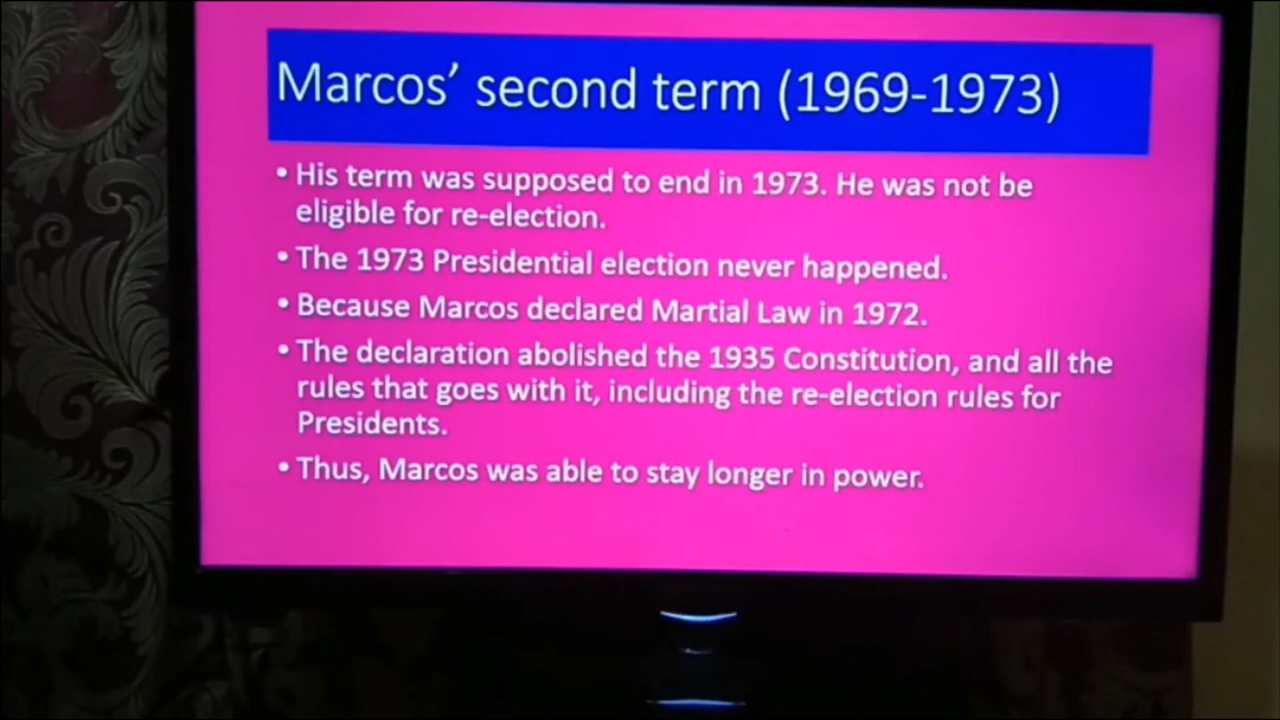 Marcos’ second term (1969-1973)
• His term was supposed to end in 1973. He was not be
eligible for re-election.
• The 1973 Presidential election never happened.
• Because Marcos declared Martial Law in 1972.
• The declaration abolished the 1935 Constitution, and all the
rules that goes with it, including the re-election rules for
Presidents.
• Thus, Marcos was able to stay longer in power.